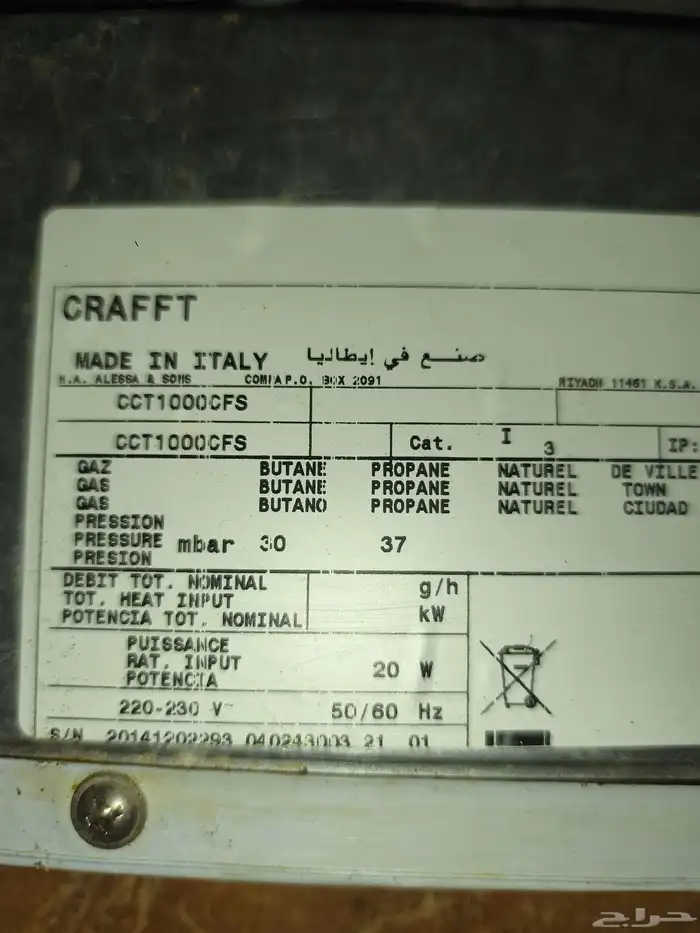 CRAFFT
MADE IN ITALY صنع في إيطاليا
H.A. ALESSA & SONS COM/A P.O. BOX 2091 RIYADH 11461 K.S.A.
CCT1000CFS
CCT1000CFS Cat. I 3 IP:
GAZ BUTANE PROPANE NATUREL DE VILLE
GAS BUTANE PROPANE NATUREL TOWN
GAS BUTANO PROPANE NATUREL CIUDAD
PRESSION
PRESSURE mbar 30 37
PRESION
DEBIT TOT. NOMINAL g/h
TOT. HEAT INPUT
POTENCIA TOT. NOMINAL kW
PUISSANCE
RAT. INPUT 20 W
POTENCIA
220-230 V~ 50/60 Hz
S/N 20141202293 040243003 21 01
حراج